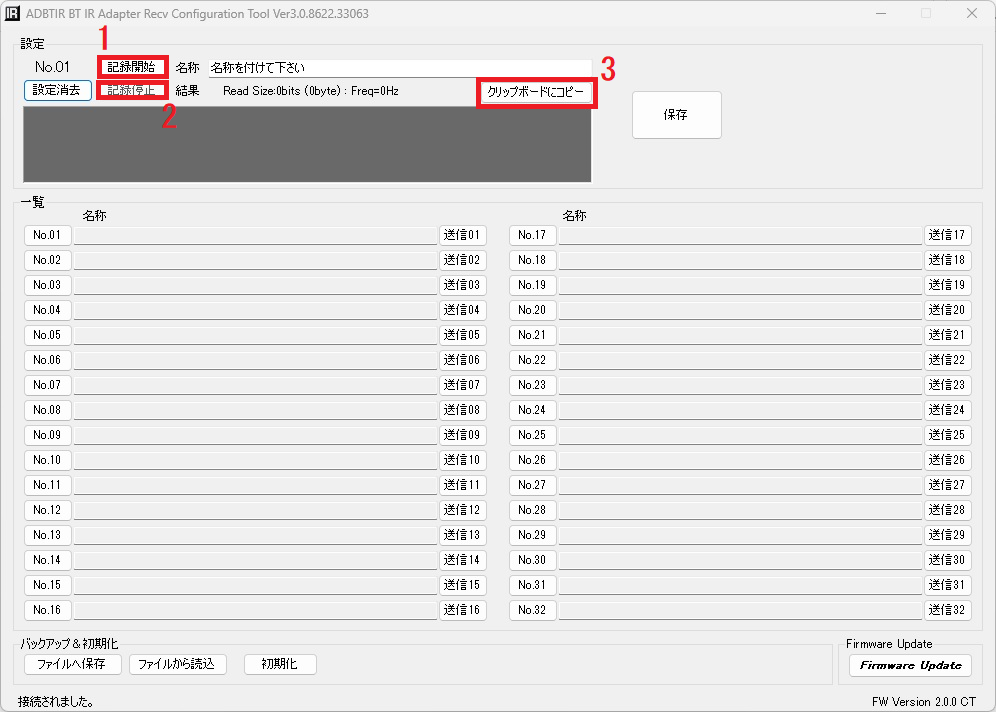 IR ADBTIR BT IR Adapter Recv Configuration Tool Ver3.0.8622.33063
設定
1
No.01 記録開始 名称 名称を付けて下さい
3
設定消去 記録停止 結果 Read Size:0bits (0byte) : Freq=0Hz クリップボードにコピー
2
保存
一覧
名称 名称
No.01 送信01 No.17 送信17
No.02 送信02 No.18 送信18
No.03 送信03 No.19 送信19
No.04 送信04 No.20 送信20
No.05 送信05 No.21 送信21
No.06 送信06 No.22 送信22
No.07 送信07 No.23 送信23
No.08 送信08 No.24 送信24
No.09 送信09 No.25 送信25
No.10 送信10 No.26 送信26
No.11 送信11 No.27 送信27
No.12 送信12 No.28 送信28
No.13 送信13 No.29 送信29
No.14 送信14 No.30 送信30
No.15 送信15 No.31 送信31
No.16 送信16 No.32 送信32
バックアップ & 初期化 Firmware Update
ファイルへ保存 ファイルから読込 初期化 Firmware Update
接続されました。 FW Version 2.0.0 CT